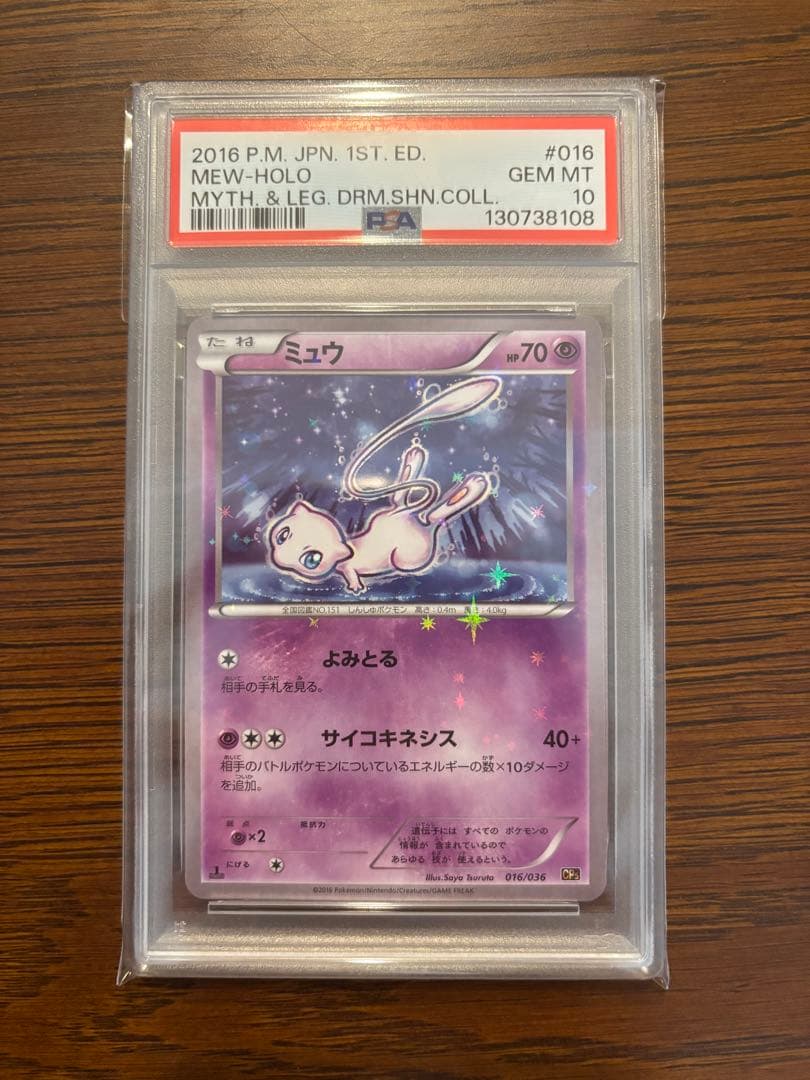 2016 P.M. JPN. 1ST. ED. #016
MEW-HOLO GEM MT
MYTH. & LEG. DRM.SHN.COLL. 10
PSA 130738108
たね ミュウ HP70
全国図鑑NO.151 しんしゅポケモン 高さ:0.4m 重さ:4.0kg
よみとる
相手の手札を見る。
サイコキネシス 40+
相手のバトルポケモンについているエネルギーの数×10ダメージ
を追加。
弱点 抵抗力
×2
にげる
遺伝子には すべての ポケモンの
情報が 含まれているので
あらゆる 技が 使えるという。
1
Illus.Saya Tsuruta 016/036 CP5
©2016 Pokémon/Nintendo/Creatures/GAME FREAK